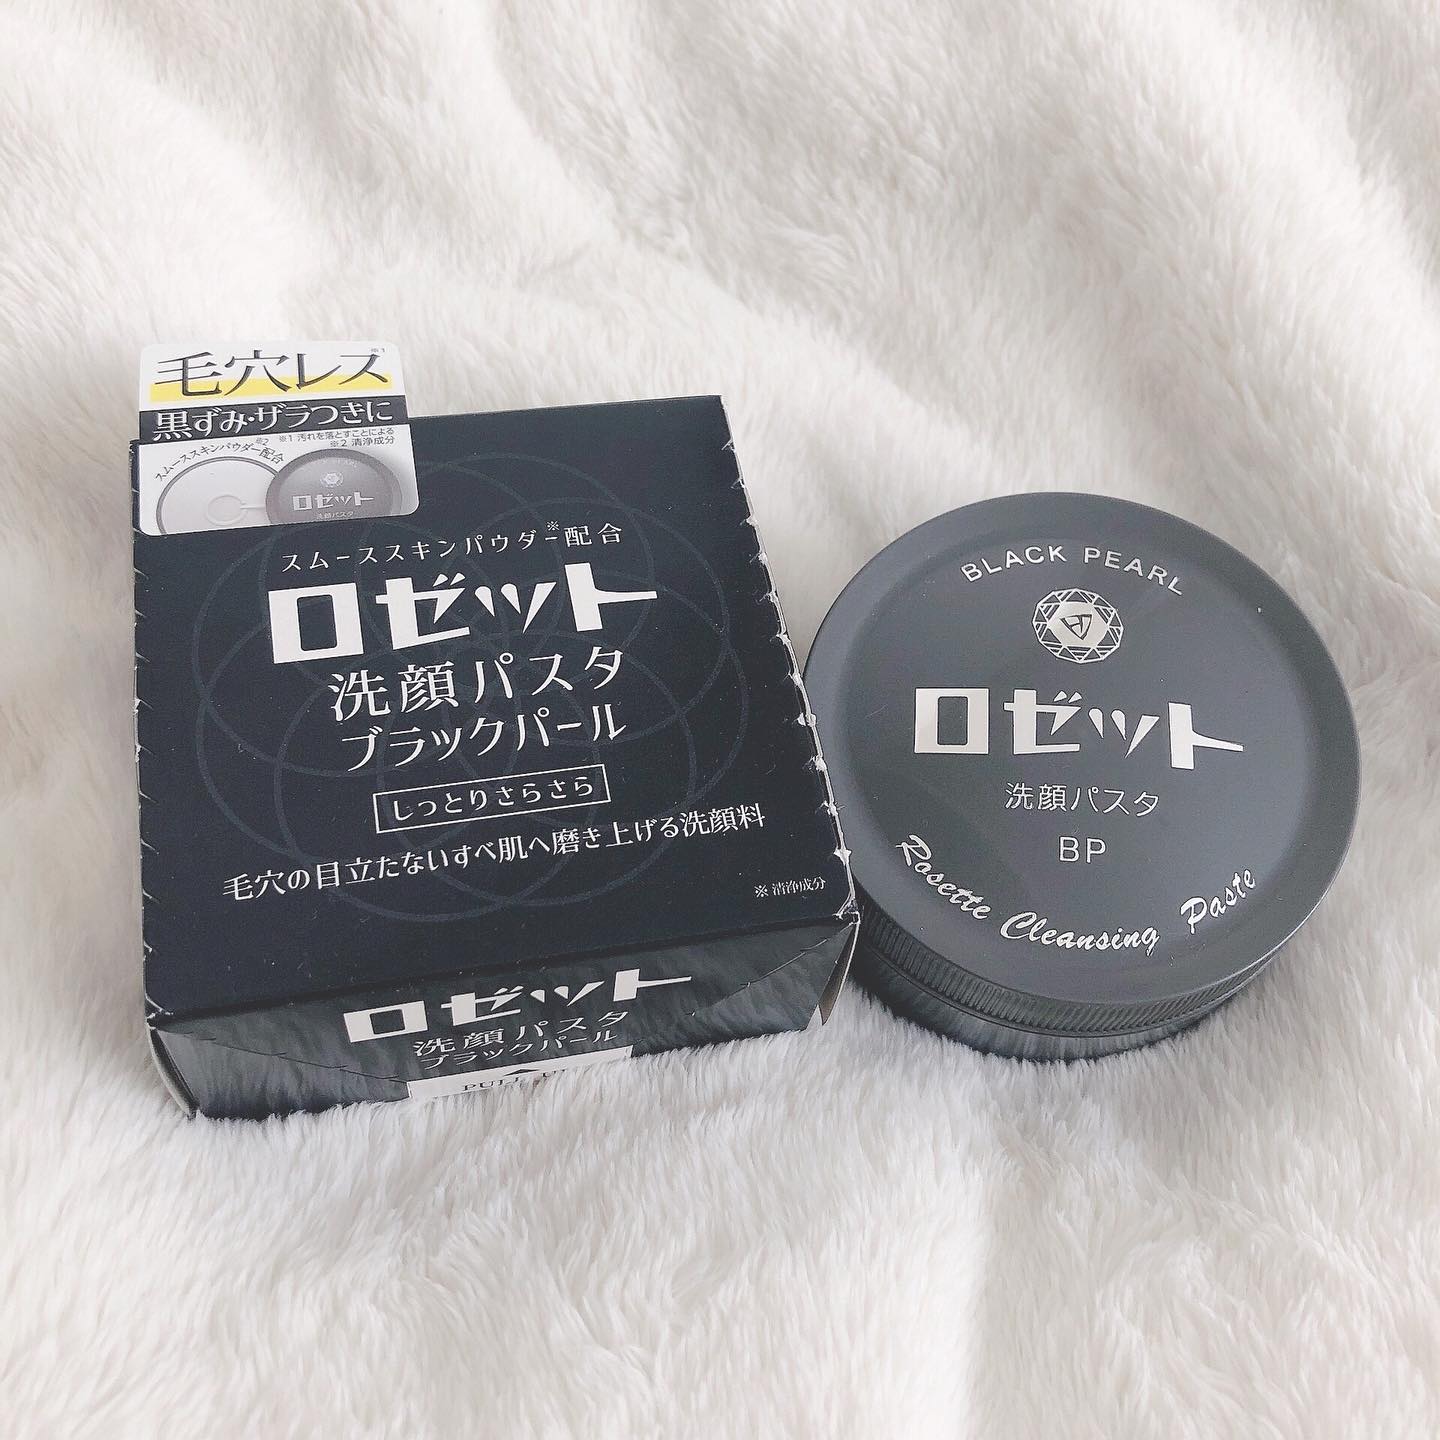 毛穴レス※1
黒ずみ・ザラつきに
※1 汚れを落とすことによる
※2 清浄成分
スムーススキンパウダー※2配合
ロゼット
洗顔パスタ
スムーススキンパウダー※配合
ロゼット
洗顔パスタ
ブラックパール
しっとりさらさら
毛穴の目立たないすべ肌へ磨き上げる洗顔料
※ 清浄成分
ロゼット
洗顔パスタ
ブラックパール
BLACK PEARL
ロゼット
洗顔パスタ
BP
Rosette Cleansing Paste